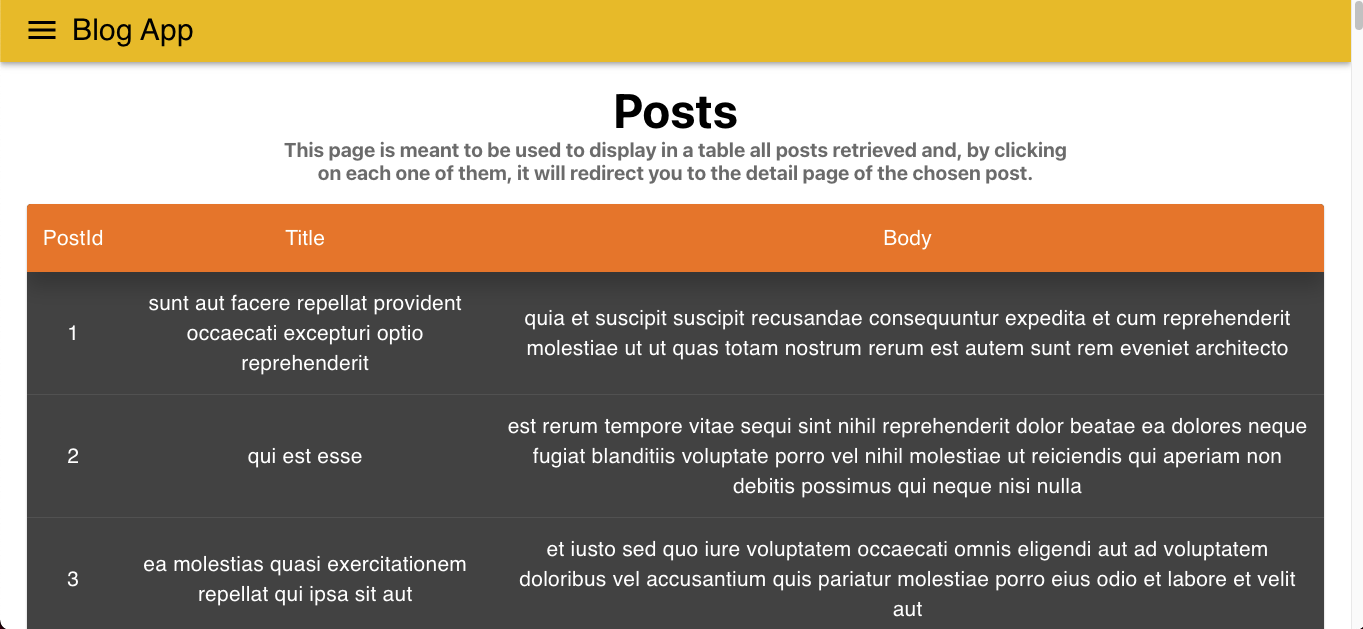 Blog App
Posts
This page is meant to be used to display in a table all posts retrieved and, by clicking
on each one of them, it will redirect you to the detail page of the chosen post.
PostId Title Body
1
sunt aut facere repellat provident
occaecati excepturi optio
reprehenderit
quia et suscipit suscipit recusandae consequuntur expedita et cum reprehenderit
molestiae ut ut quas totam nostrum rerum est autem sunt rem eveniet architecto
2
qui est esse
est rerum tempore vitae sequi sint nihil reprehenderit dolor beatae ea dolores neque
fugiat blanditiis voluptate porro vel nihil molestiae ut reiciendis qui aperiam non
debitis possimus qui neque nisi nulla
3
ea molestias quasi exercitationem
repellat qui ipsa sit aut
et iusto sed quo iure voluptatem occaecati omnis eligendi aut ad voluptatem
doloribus vel accusantium quis pariatur molestiae porro eius odio et labore et velit
aut